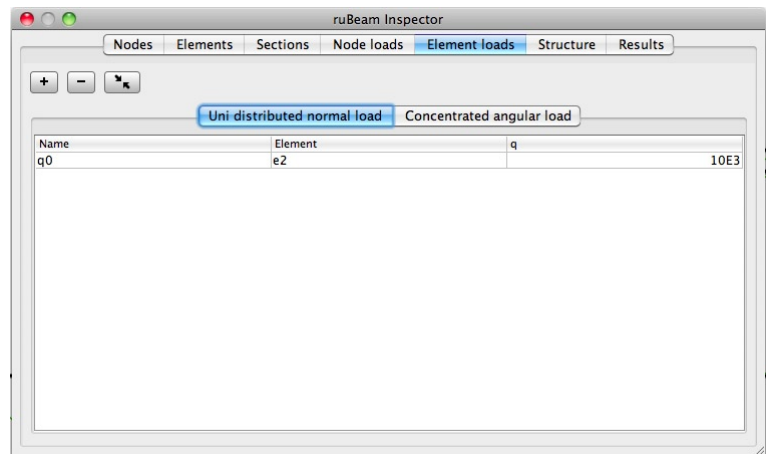 ruBeam Inspector
Nodes Elements Sections Node loads Element loads Structure Results
+ −
Uni distributed normal load Concentrated angular load
Name Element q
q0 e2 10E3